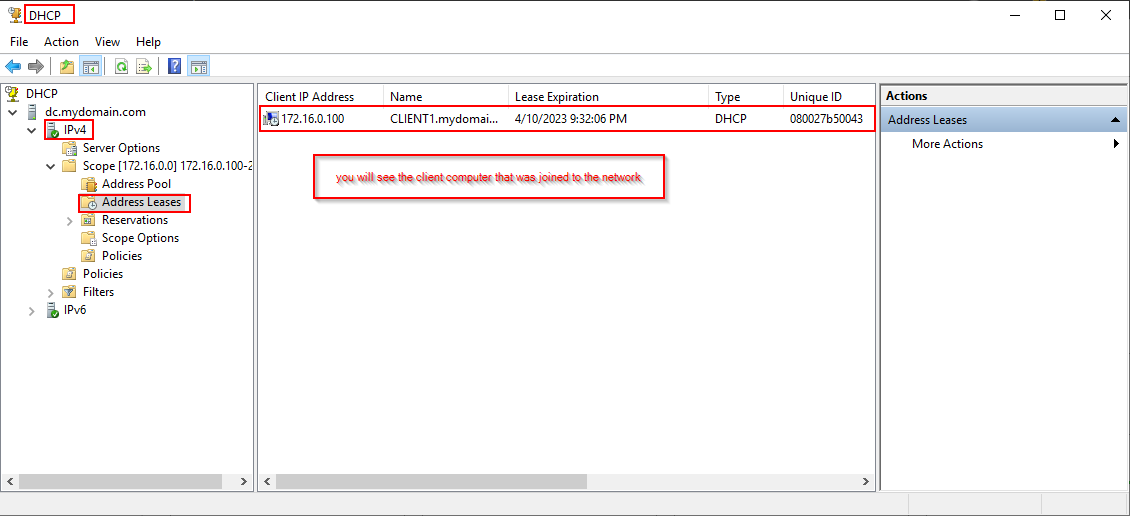 DHCP
File Action View Help
DHCP
dc.mydomain.com
IPv4
Server Options
Scope [172.16.0.0] 172.16.0.100-2
Address Pool
Address Leases
Reservations
Scope Options
Policies
Policies
Filters
IPv6
Client IP Address Name Lease Expiration Type Unique ID
172.16.0.100 CLIENT1.mydomai... 4/10/2023 9:32:06 PM DHCP 080027b50043
you will see the client computer that was joined to the network
Actions
Address Leases
More Actions